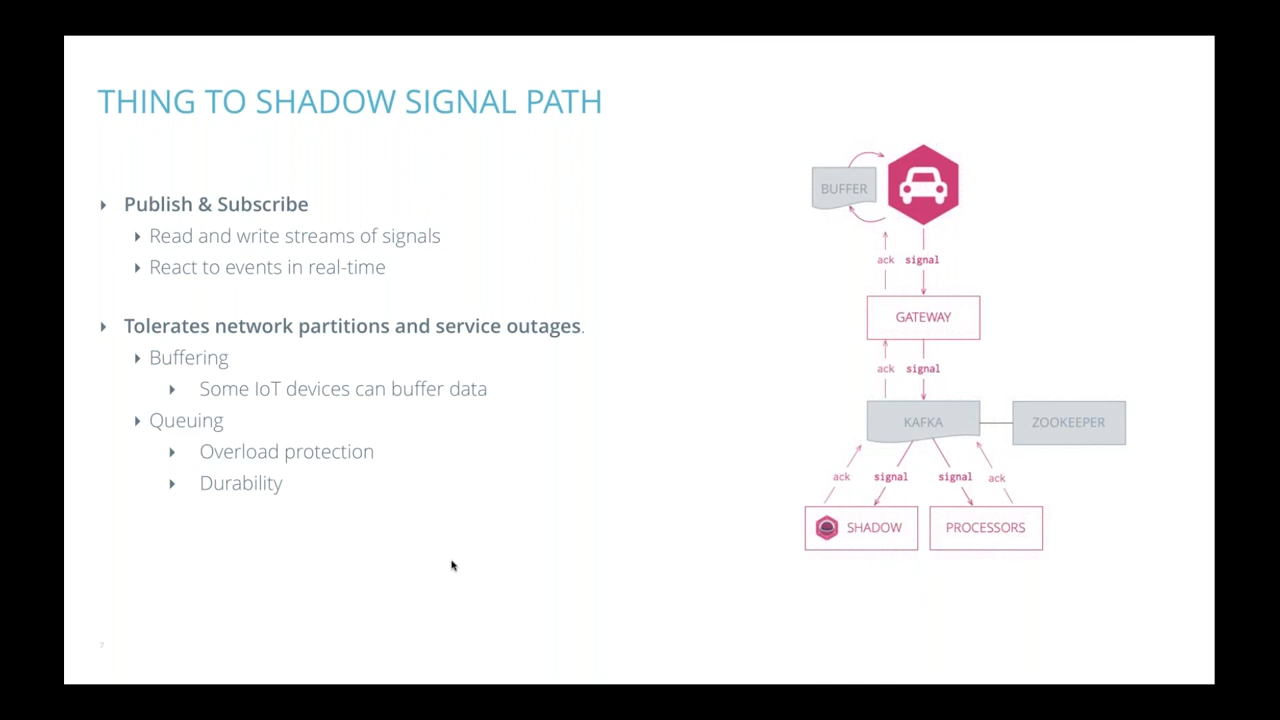 THING TO SHADOW SIGNAL PATH
Publish & Subscribe
Read and write streams of signals
React to events in real-time
Tolerates network partitions and service outages.
Buffering
Some IoT devices can buffer data
Queuing
Overload protection
Durability
BUFFER
ack signal
GATEWAY
ack signal
KAFKA
ZOOKEEPER
ack signal signal ack
SHADOW
PROCESSORS
7